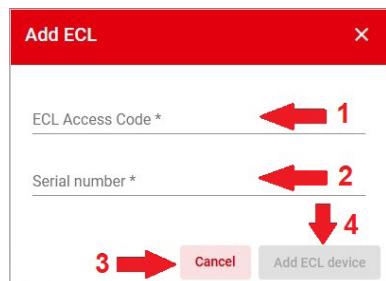 Add ECL ×
ECL Access Code * 1
Serial number * 2
4
3 Cancel Add ECL device